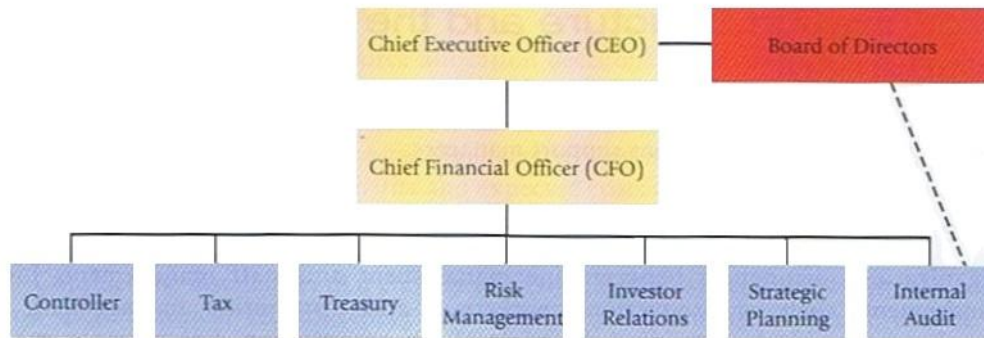 Chief Executive Officer (CEO)
Board of Directors
Chief Financial Officer (CFO)
Controller
Tax
Treasury
Risk
Management
Investor
Relations
Strategic
Planning
Internal
Audit